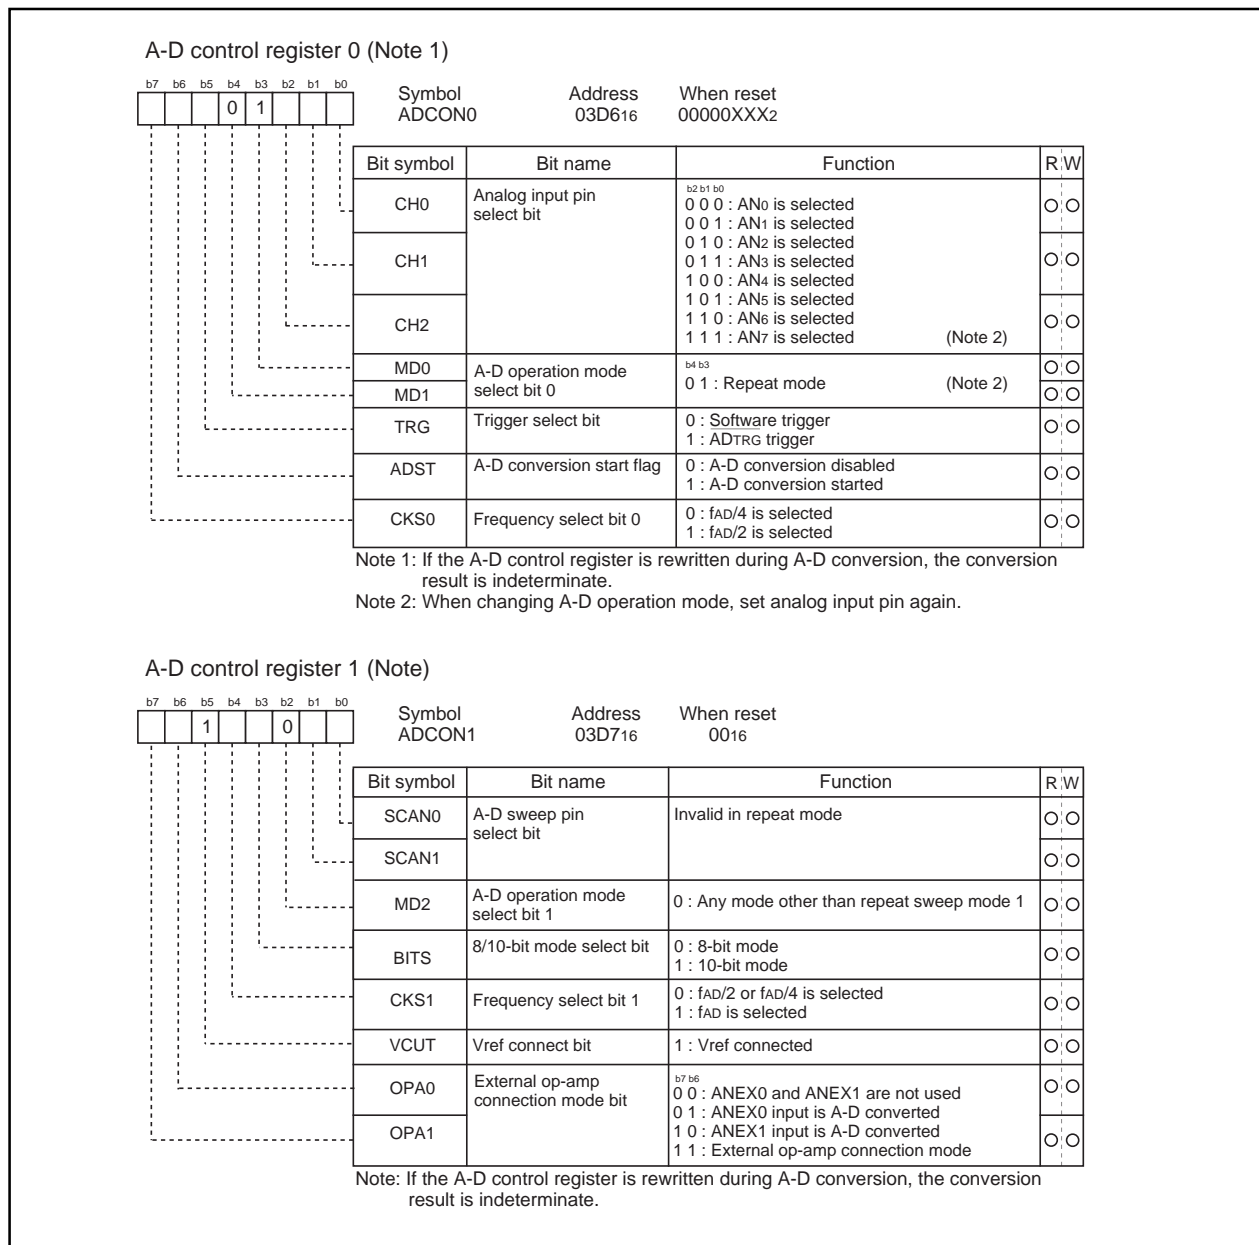 A-D control register 0 (Note 1)
b7 b6 b5 b4 b3 b2 b1 b0
0 1
Symbol Address When reset
ADCON0 03D616 00000XXX2
Bit symbol Bit name Function R W
CH0 Analog input pin select bit
b2 b1 b0
0 0 0 : AN0 is selected
0 0 1 : AN1 is selected
0 1 0 : AN2 is selected
CH1
0 1 1 : AN3 is selected
1 0 0 : AN4 is selected
1 0 1 : AN5 is selected
CH2
1 1 0 : AN6 is selected
1 1 1 : AN7 is selected (Note 2)
MD0 A-D operation mode select bit 0
b4 b3
0 1 : Repeat mode (Note 2)
MD1
TRG Trigger select bit 0 : Software trigger
1 : ADTRG trigger
ADST A-D conversion start flag 0 : A-D conversion disabled
1 : A-D conversion started
CKS0 Frequency select bit 0 0 : fAD/4 is selected
1 : fAD/2 is selected
Note 1: If the A-D control register is rewritten during A-D conversion, the conversion
result is indeterminate.
Note 2: When changing A-D operation mode, set analog input pin again.
A-D control register 1 (Note)
b7 b6 b5 b4 b3 b2 b1 b0
1 0
Symbol Address When reset
ADCON1 03D716 0016
Bit symbol Bit name Function R W
SCAN0 A-D sweep pin select bit Invalid in repeat mode
SCAN1
MD2 A-D operation mode select bit 1 0 : Any mode other than repeat sweep mode 1
BITS 8/10-bit mode select bit 0 : 8-bit mode
1 : 10-bit mode
CKS1 Frequency select bit 1 0 : fAD/2 or fAD/4 is selected
1 : fAD is selected
VCUT Vref connect bit 1 : Vref connected
OPA0 External op-amp connection mode bit
b7 b6
0 0 : ANEX0 and ANEX1 are not used
0 1 : ANEX0 input is A-D converted
OPA1
1 0 : ANEX1 input is A-D converted
1 1 : External op-amp connection mode
Note: If the A-D control register is rewritten during A-D conversion, the conversion
result is indeterminate.